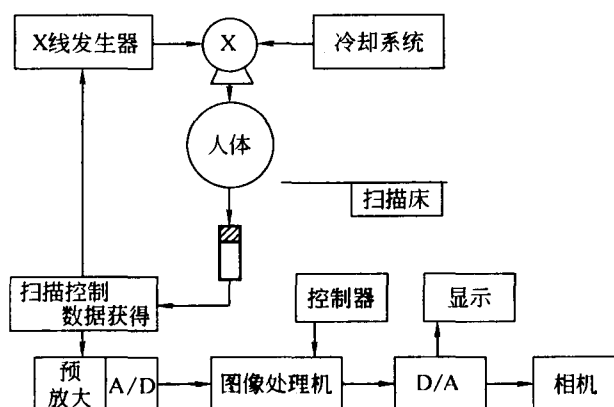 X线发生器
X
冷却系统
人体
扫描床
扫描控制
数据获得
控制器
显示
预
放大
A/D
图像处理机
D/A
相机